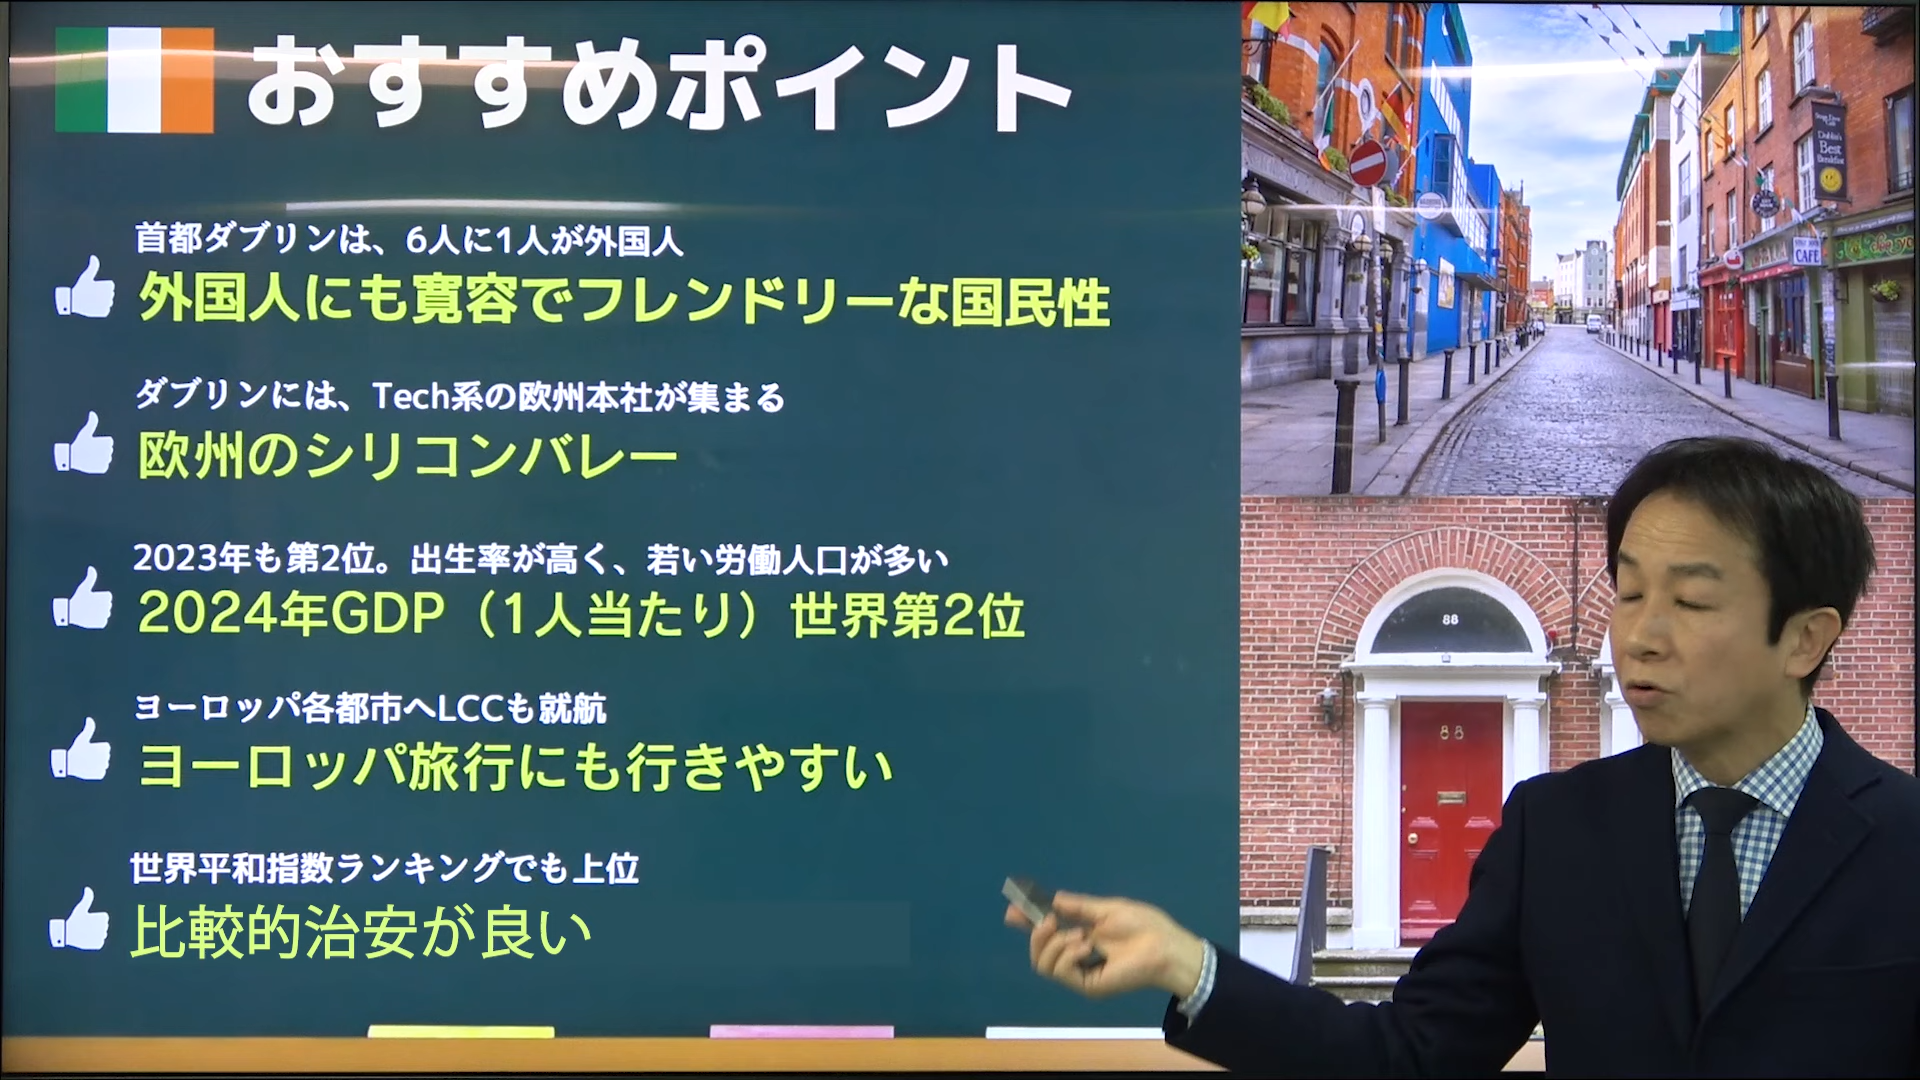 おすすめポイント
首都ダブリンは、6人に1人が外国人
外国人にも寛容でフレンドリーな国民性
ダブリンには、Tech系の欧州本社が集まる
欧州のシリコンバレー
2023年も第2位。出生率が高く、若い労働人口が多い
2024年GDP（1人当たり）世界第2位
ヨーロッパ各都市へLCCも就航
ヨーロッパ旅行にも行きやすい
世界平和指数ランキングでも上位
比較的治安が良い
Dublin's
Best
Breakfast
CAFE
88
88